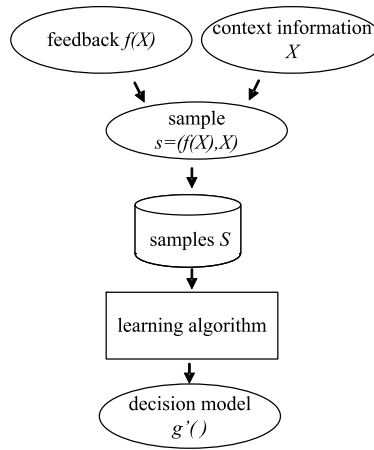 feedback f(X)
context information
X
sample
s=(f(X),X)
samples S
learning algorithm
decision model
g’( )